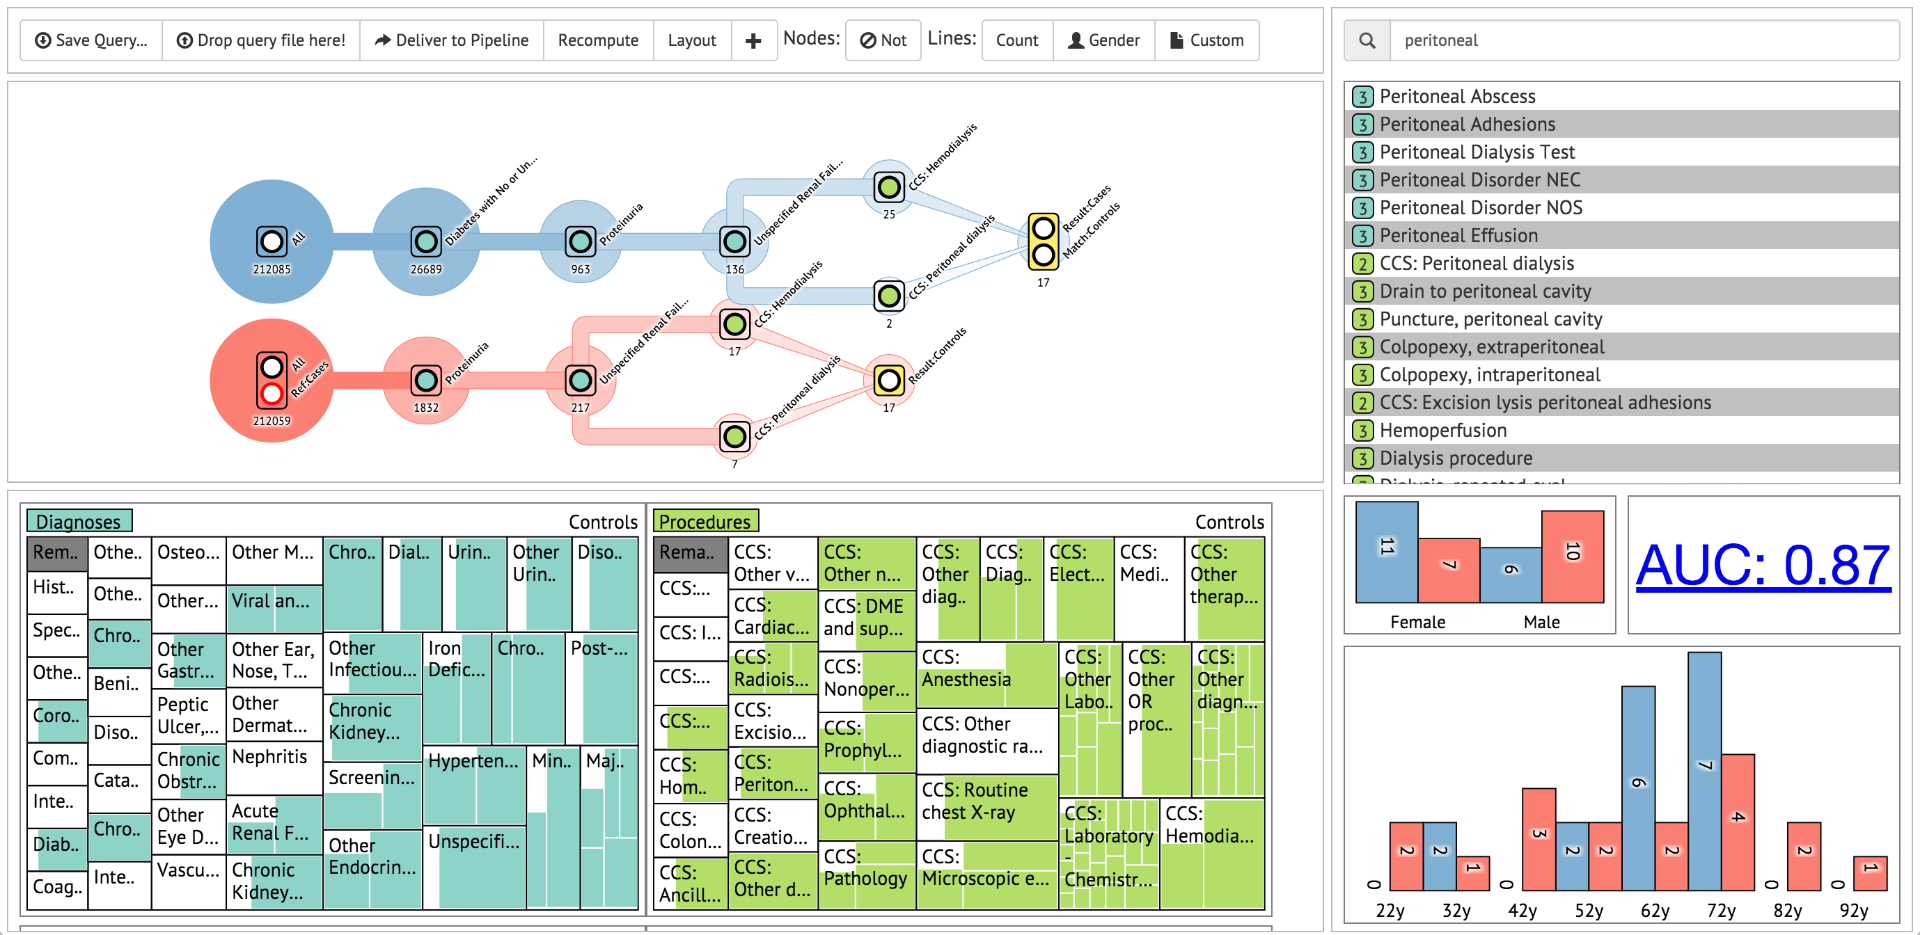 Save Query... Drop query file here! Deliver to Pipeline Recompute Layout Nodes: Not Lines: Count Gender Custom
All
212085
Diabetes with No or Un...
26689
Proteinuria
963
Unspecified Renal Fail...
136
CCS: Hemodialysis
25
CCS: Peritoneal dialysis
2
Result:Cases
Match:Controls
17
All
Ref:Cases
212059
Proteinuria
1832
Unspecified Renal Fail...
217
CCS: Hemodialysis
17
CCS: Peritoneal dialysis
7
Result:Controls
17
Diagnoses Controls
Rem..
Hist..
Spec..
Othe..
Coro..
Com..
Inte..
Diab..
Coag..
Othe..
Othe..
Chro..
Beni..
Diso..
Cata..
Chro..
Inte..
Osteo...
Other...
Other
Gastr...
Peptic
Ulcer,...
Chronic
Obstr...
Other
Eye D...
Vascu...
Other M...
Viral an...
Other Ear,
Nose, T...
Other
Dermat...
Nephritis
Acute
Renal F...
Chronic
Kidney...
Chro..
Dial..
Urin..
Other
Urin..
Diso..
Other
Infectiou...
Chronic
Kidney...
Screenin...
Other
Endocrin...
Iron
Defic...
Chro..
Post-...
Hyperten...
Unspecifi...
Min..
Maj..
Procedures Controls
Rema..
CCS:...
CCS: I...
CCS:...
CCS:...
CCS:
Hom..
CCS:
Colon...
CCS:
Ancill...
CCS:
Other v...
CCS:
Cardiac...
CCS:
Radiois...
CCS:
Excisio...
CCS:
Periton...
CCS:
Creatio...
CCS:
Other d...
CCS:
Other n...
CCS: DME
and sup...
CCS:
Nonoper...
CCS:
Prophyl...
CCS:
Ophthal...
CCS:
Pathology
CCS:
Other
diag..
CCS:
Diag..
CCS:
Elect...
CCS:
Medi..
CCS:
Other
therap...
CCS:
Anesthesia
CCS: Other
diagnostic ra...
CCS: Routine
chest X-ray
CCS:
Microscopic e...
CCS:
Other
Labo..
CCS:
Other
OR
proc..
CCS:
Other
diagn...
CCS:
Laboratory
-
Chemistr...
CCS:
Hemodia...
peritoneal
3 Peritoneal Abscess
3 Peritoneal Adhesions
3 Peritoneal Dialysis Test
3 Peritoneal Disorder NEC
3 Peritoneal Disorder NOS
3 Peritoneal Effusion
2 CCS: Peritoneal dialysis
3 Drain to peritoneal cavity
3 Puncture, peritoneal cavity
3 Colpopexy, extraperitoneal
3 Colpopexy, intraperitoneal
2 CCS: Excision lysis peritoneal adhesions
3 Hemoperfusion
3 Dialysis procedure
11 7 6 10
Female Male
AUC: 0.87
0 2 2 1 0 3 2 2 6 2 7 4 0 2 0 1
22y 32y 42y 52y 62y 72y 82y 92y